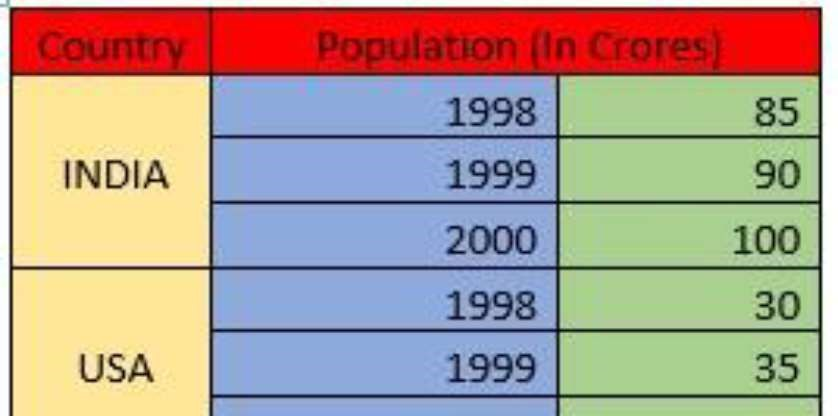 Country Population (In Crores)
INDIA
1998 85
1999 90
2000 100
USA
1998 30
1999 35